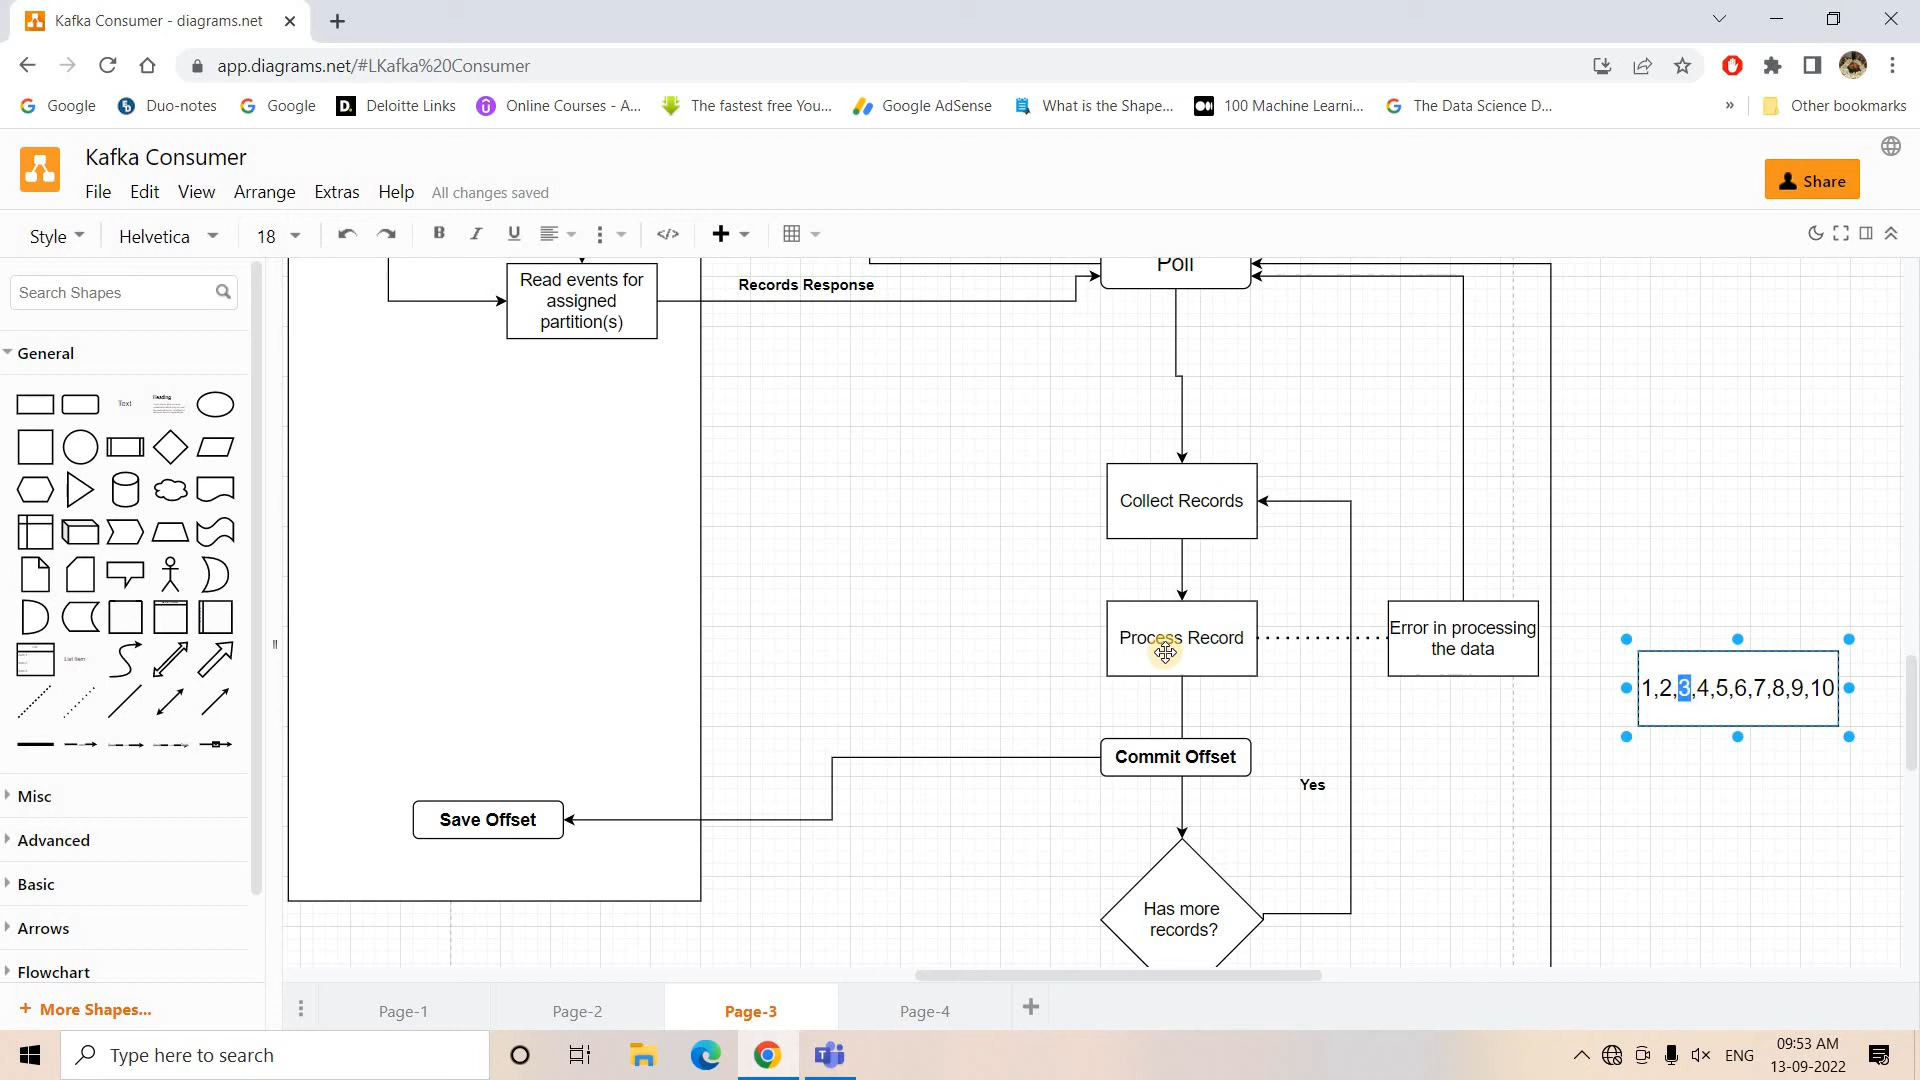 Kafka Consumer - diagrams.net
app.diagrams.net/#LKafka%20Consumer
Google
Duo-notes
Google
Deloitte Links
Online Courses - A...
The fastest free You...
Google AdSense
What is the Shape...
100 Machine Learni...
The Data Science D...
»
Other bookmarks
Kafka Consumer
File Edit View Arrange Extras Help All changes saved
Share
Style Helvetica 18 B I U
Search Shapes
General
Text
Heading
List Item
Misc
Advanced
Basic
Arrows
Flowchart
+ More Shapes...
Poll
Read events for
assigned
partition(s)
Records Response
Collect Records
Process Record
Error in processing
the data
1,2,3,4,5,6,7,8,9,10
Commit Offset
Yes
Save Offset
Has more
records?
Page-1 Page-2 Page-3 Page-4
Type here to search
ENG
09:53 AM
13-09-2022